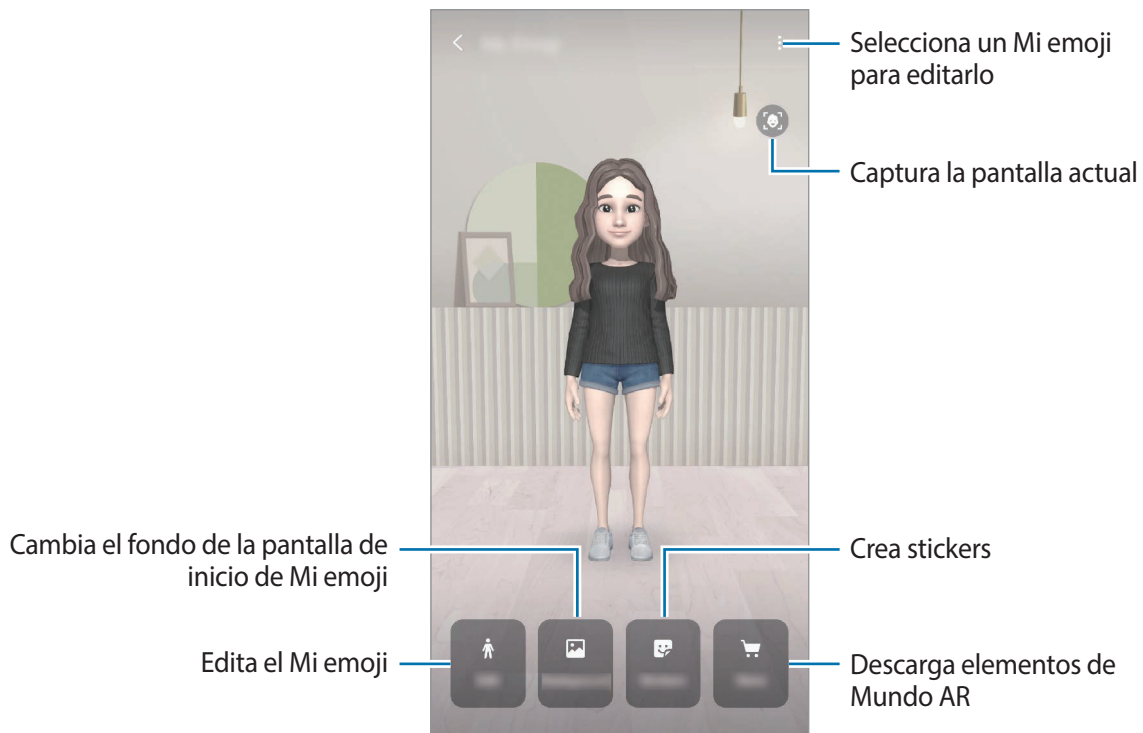 Selecciona un Mi emoji
para editarlo
Captura la pantalla actual
Cambia el fondo de la pantalla de
inicio de Mi emoji
Crea stickers
Edita el Mi emoji
Descarga elementos de
Mundo AR